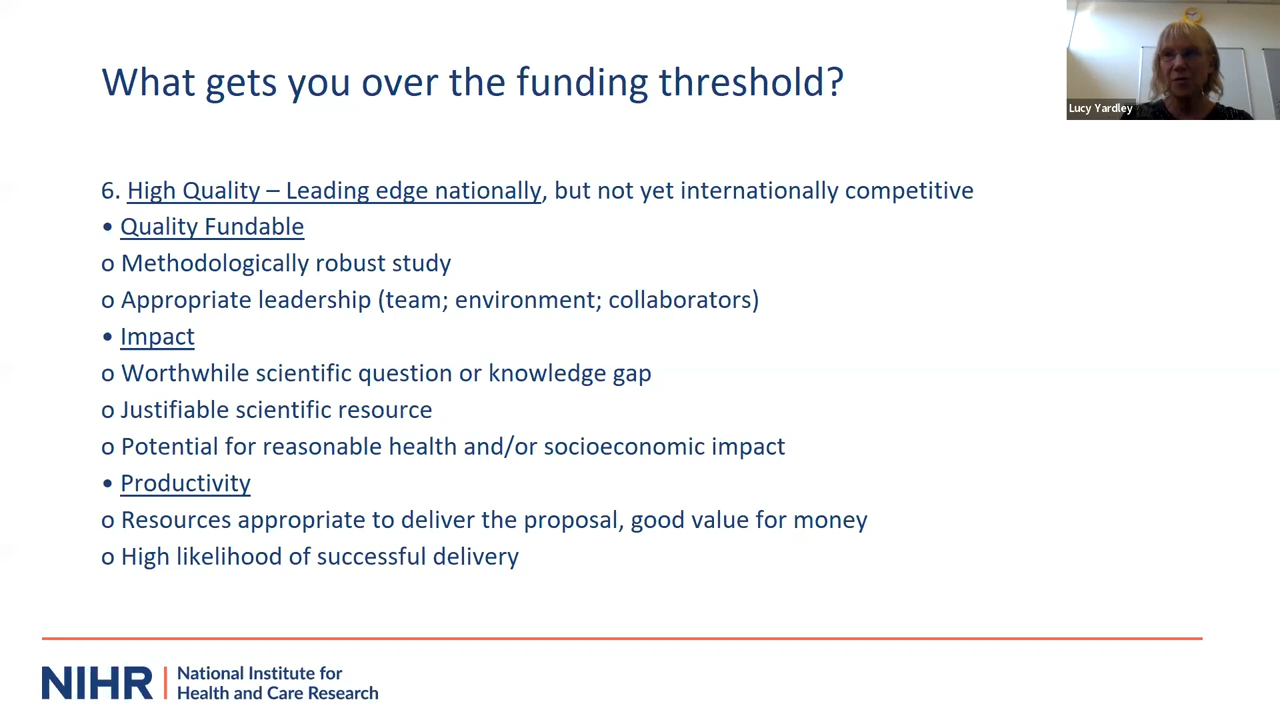 What gets you over the funding threshold?
Lucy Yardley
6. High Quality – Leading edge nationally, but not yet internationally competitive
• Quality Fundable
o Methodologically robust study
o Appropriate leadership (team; environment; collaborators)
• Impact
o Worthwhile scientific question or knowledge gap
o Justifiable scientific resource
o Potential for reasonable health and/or socioeconomic impact
• Productivity
o Resources appropriate to deliver the proposal, good value for money
o High likelihood of successful delivery
NIHR | National Institute for
Health and Care Research